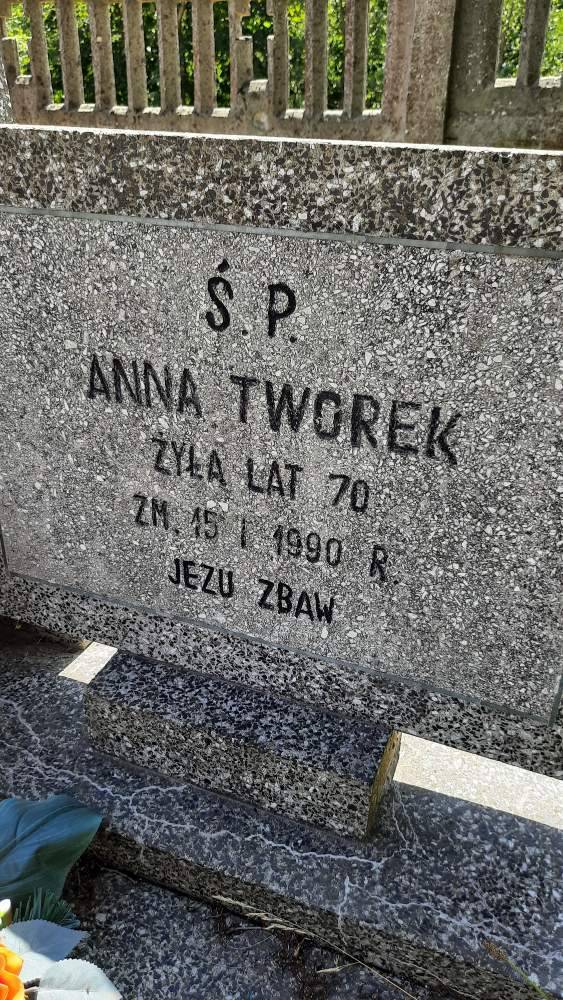 Ś. P.
ANNA TWOREK
ŻYŁA LAT 70
ZM. 15 I 1990 R.
JEZU ZBAW